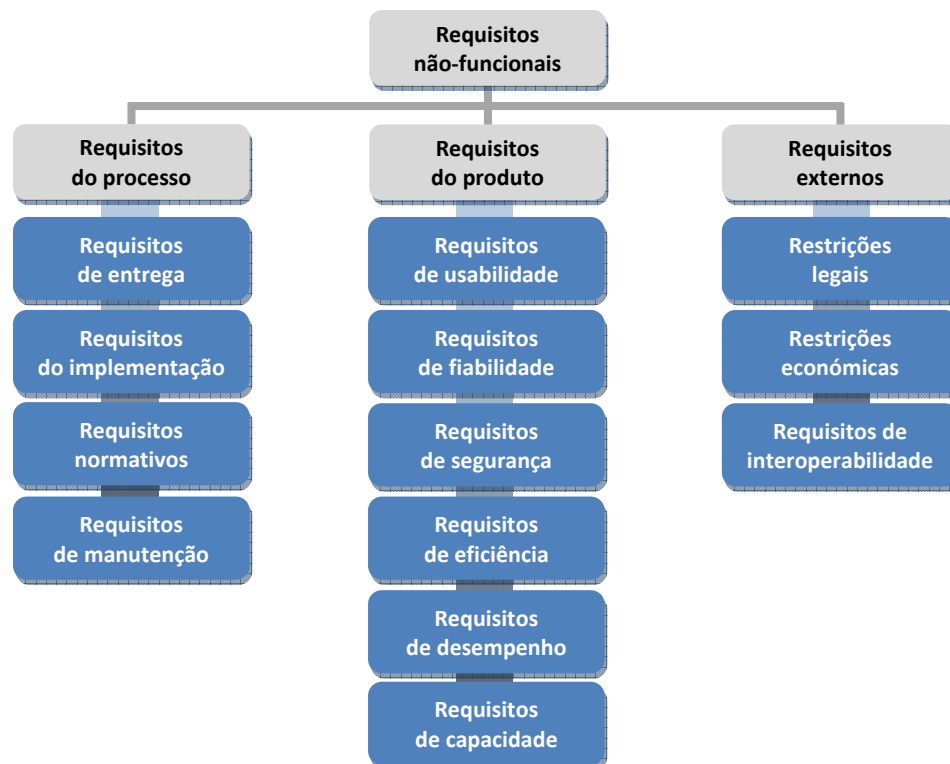 Requisitos
não-funcionais
Requisitos
do processo
Requisitos
de entrega
Requisitos
do implementação
Requisitos
normativos
Requisitos
de manutenção
Requisitos
do produto
Requisitos
de usabilidade
Requisitos
de fiabilidade
Requisitos
de segurança
Requisitos
de eficiência
Requisitos
de desempenho
Requisitos
de capacidade
Requisitos
externos
Restrições
legais
Restrições
económicas
Requisitos de
interoperabilidade